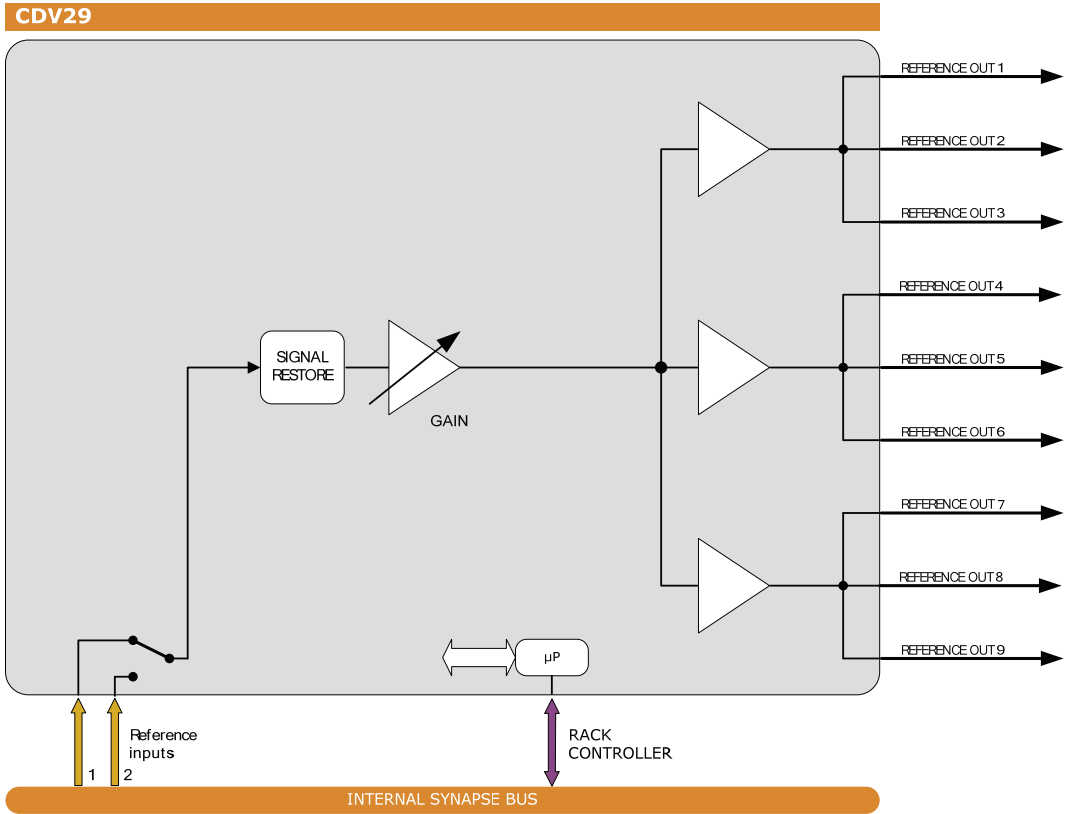 CDV29
REFERENCE OUT 1
REFERENCE OUT 2
REFERENCE OUT 3
REFERENCE OUT 4
REFERENCE OUT 5
REFERENCE OUT 6
REFERENCE OUT 7
REFERENCE OUT 8
REFERENCE OUT 9
SIGNAL
RESTORE
GAIN
µP
Reference
inputs
1
2
RACK
CONTROLLER
INTERNAL SYNAPSE BUS